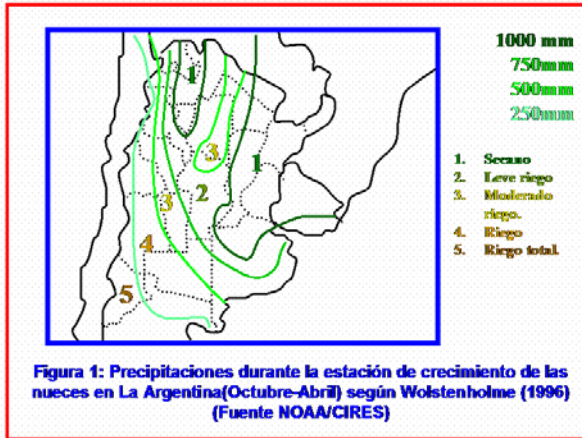 1000 mm
750mm
500mm
250mm
1
3
1
2
3
4
5
1. Secano
2. Leve riego
3. Moderado
riego.
4. Riego
5. Riego total.
Figura 1: Precipitaciones durante la estación de crecimiento de las
nueces en La Argentina(Octubre-Abril) según Wolstenholme (1996)
(Fuente NOAA/CIRES)